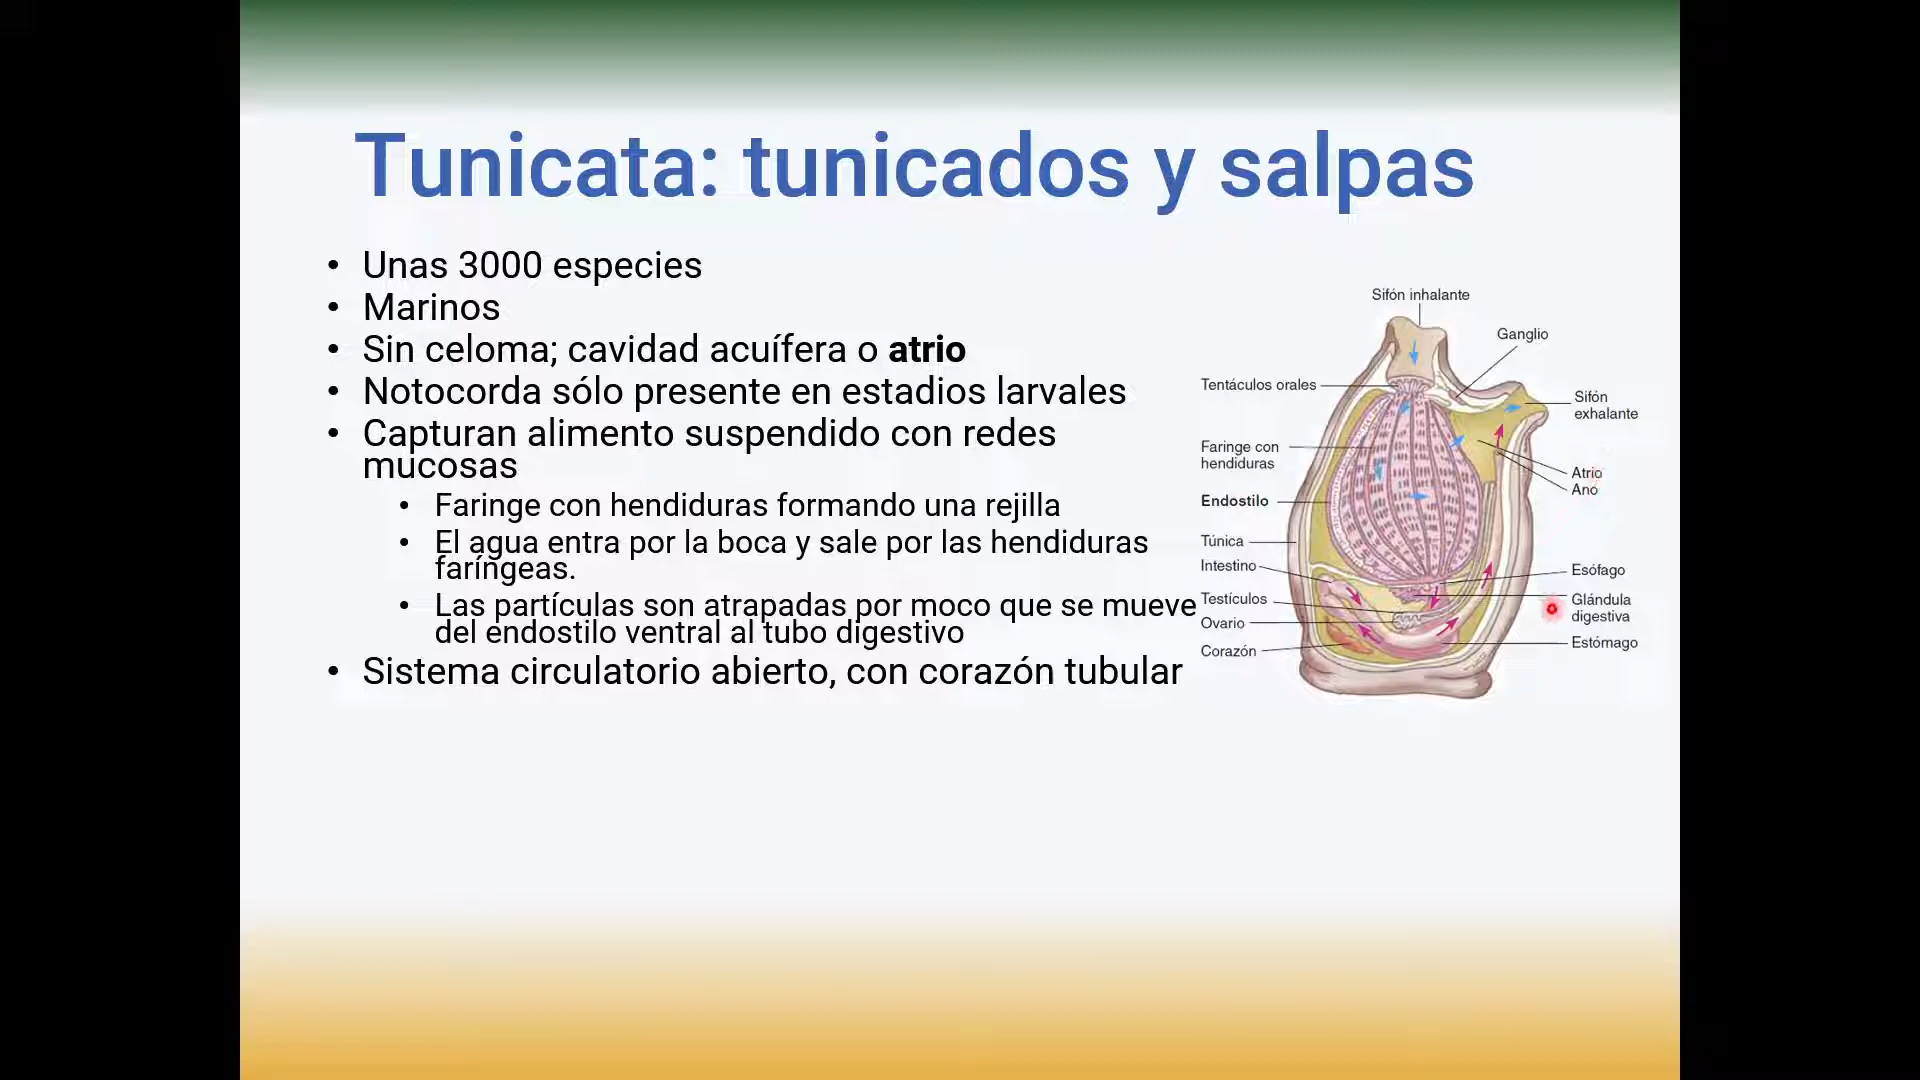 Tunicata: tunicados y salpas
• Unas 3000 especies
• Marinos
• Sin celoma; cavidad acuífera o atrio
• Notocorda sólo presente en estadios larvales
• Capturan alimento suspendido con redes
mucosas
• Faringe con hendiduras formando una rejilla
• El agua entra por la boca y sale por las hendiduras
faríngeas.
• Las partículas son atrapadas por moco que se mueve
del endostilo ventral al tubo digestivo
• Sistema circulatorio abierto, con corazón tubular
Sifón inhalante
Ganglio
Tentáculos orales
Sifón
exhalante
Faringe con
hendiduras
Atrio
Ano
Endostilo
Túnica
Intestino
Esófago
Testículos
Glándula
digestiva
Ovario
Estómago
Corazón